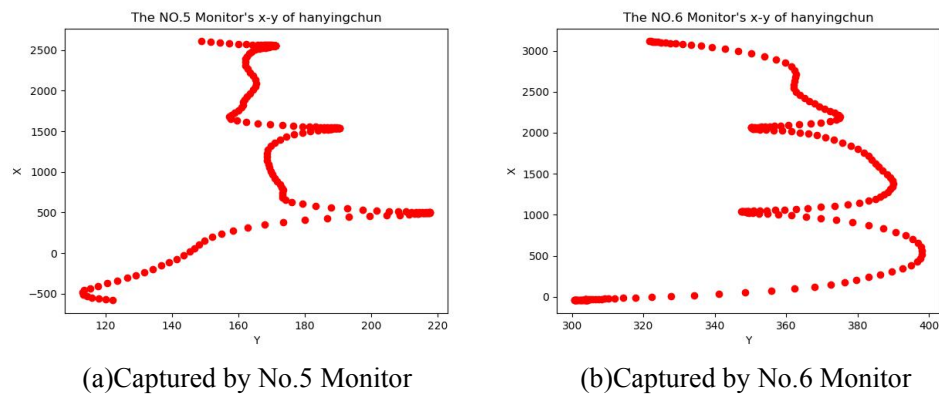 The NO.5 Monitor's x-y of hanyingchun
2500
2000
1500
1000
500
0
−500
X
120 140 160 180 200 220
Y
(a)Captured by No.5 Monitor
The NO.6 Monitor's x-y of hanyingchun
3000
2500
2000
1500
1000
500
0
X
300 320 340 360 380 400
Y
(b)Captured by No.6 Monitor